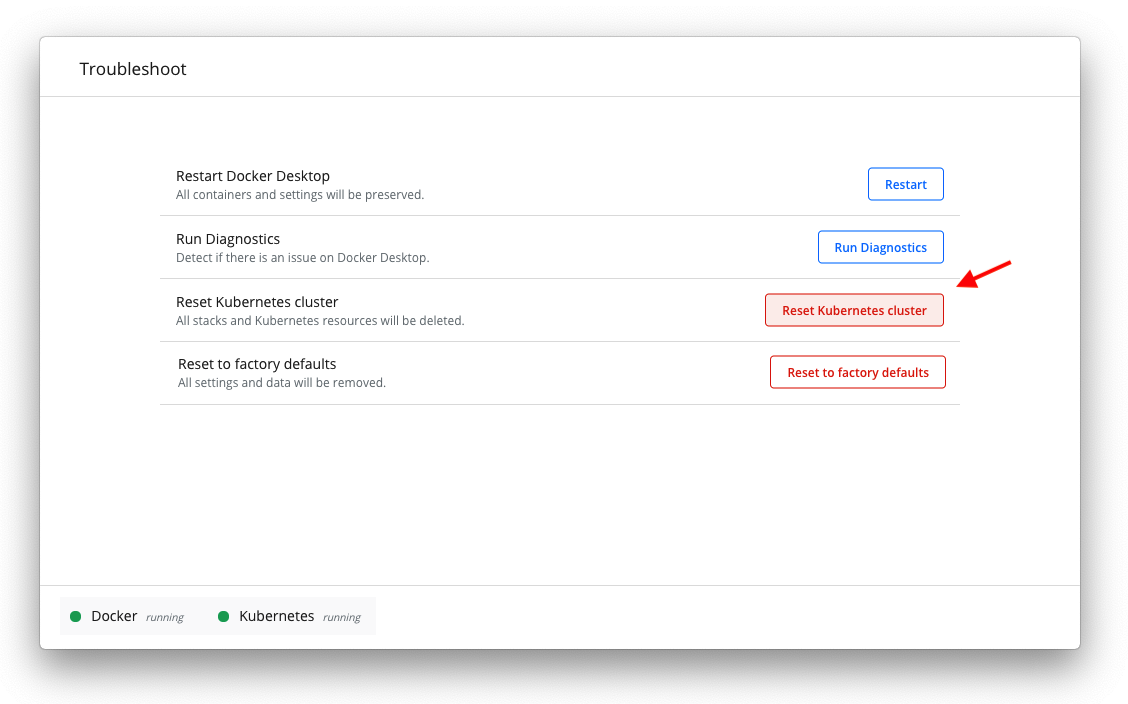 Troubleshoot
Restart Docker Desktop
All containers and settings will be preserved.
Restart
Run Diagnostics
Detect if there is an issue on Docker Desktop.
Run Diagnostics
Reset Kubernetes cluster
All stacks and Kubernetes resources will be deleted.
Reset Kubernetes cluster
Reset to factory defaults
All settings and data will be removed.
Reset to factory defaults
Docker running Kubernetes running